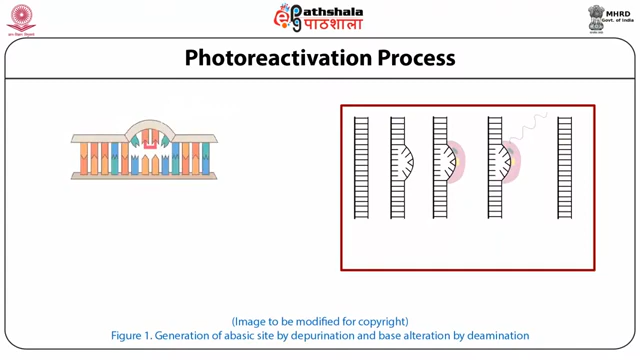 ePathshala
पाठशाला
MHRD
Govt. of India
Photoreactivation Process
(Image to be modified for copyright)
Figure 1. Generation of abasic site by depurination and base alteration by deamination